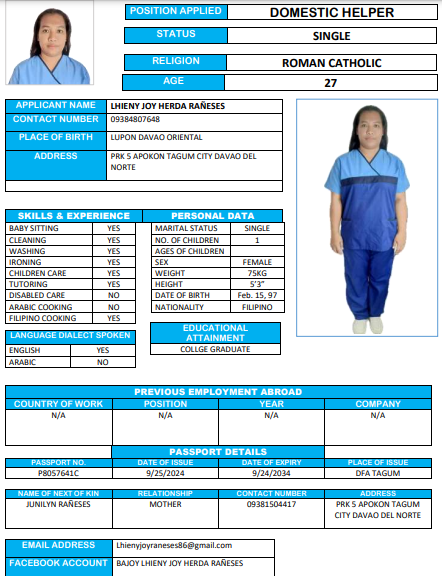 POSITION APPLIED DOMESTIC HELPER
STATUS SINGLE
RELIGION ROMAN CATHOLIC
AGE 27
APPLICANT NAME LHIENY JOY HERDA RAÑESES
CONTACT NUMBER 09384807648
PLACE OF BIRTH LUPON DAVAO ORIENTAL
ADDRESS PRK 5 APOKON TAGUM CITY DAVAO DEL
NORTE
SKILLS & EXPERIENCE
BABY SITTING YES
CLEANING YES
WASHING YES
IRONING YES
CHILDREN CARE YES
TUTORING YES
DISABLED CARE NO
ARABIC COOKING NO
FILIPINO COOKING YES
LANGUAGE DIALECT SPOKEN
ENGLISH YES
ARABIC NO
PERSONAL DATA
MARITAL STATUS SINGLE
NO. OF CHILDREN 1
AGES OF CHILDREN
SEX FEMALE
WEIGHT 75KG
HEIGHT 5'3"
DATE OF BIRTH Feb. 15, 97
NATIONALITY FILIPINO
EDUCATIONAL
ATTAINMENT
COLLGE GRADUATE
PREVIOUS EMPLOYMENT ABROAD
COUNTRY OF WORK POSITION YEAR COMPANY
N/A N/A N/A N/A
PASSPORT DETAILS
PASSPORT NO. DATE OF ISSUE DATE OF EXPIRY PLACE OF ISSUE
P8057641C 9/25/2024 9/24/2034 DFA TAGUM
NAME OF NEXT OF KIN RELATIONSHIP CONTACT NUMBER ADDRESS
JUNILYN RAÑESES MOTHER 09381504417 PRK 5 APOKON TAGUM
CITY DAVAO DEL NORTE
EMAIL ADDRESS Lhienyjoyraneses86@gmail.com
FACEBOOK ACCOUNT BAJOY LHIENY JOY HERDA RAÑESES